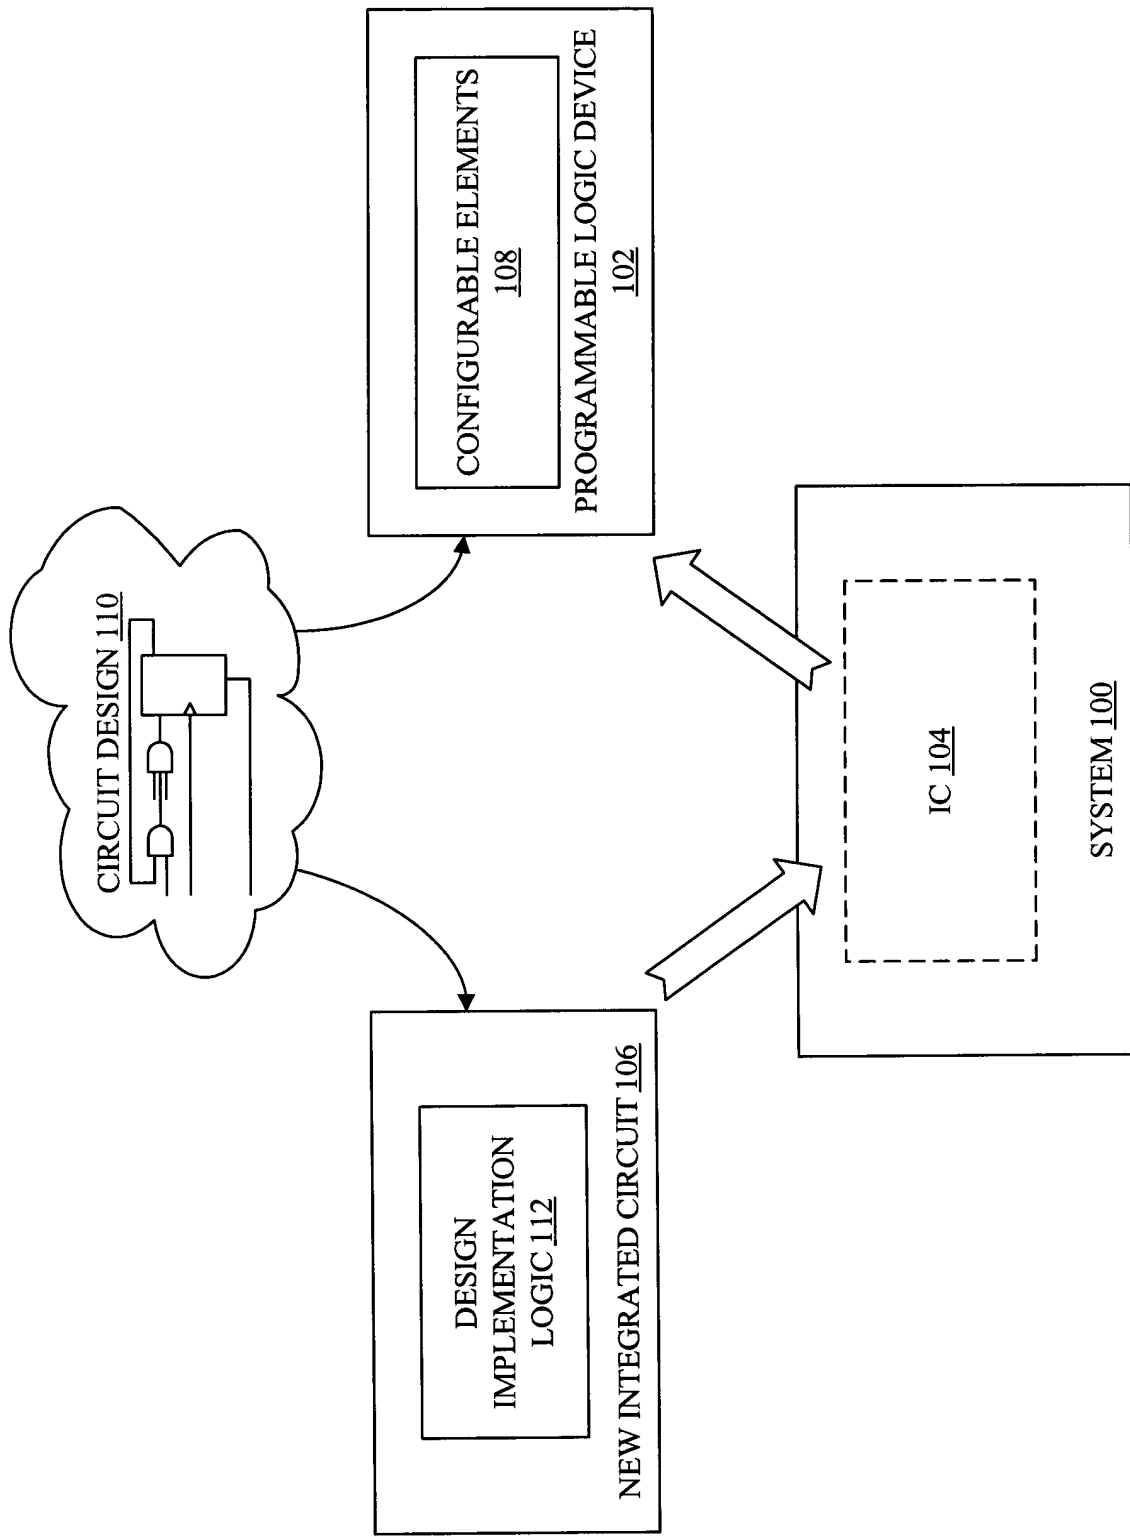 CIRCUIT DESIGN 110
DESIGN
IMPLEMENTATION
LOGIC 112
NEW INTEGRATED CIRCUIT 106
CONFIGURABLE ELEMENTS
108
PROGRAMMABLE LOGIC DEVICE
102
IC 104
SYSTEM 100